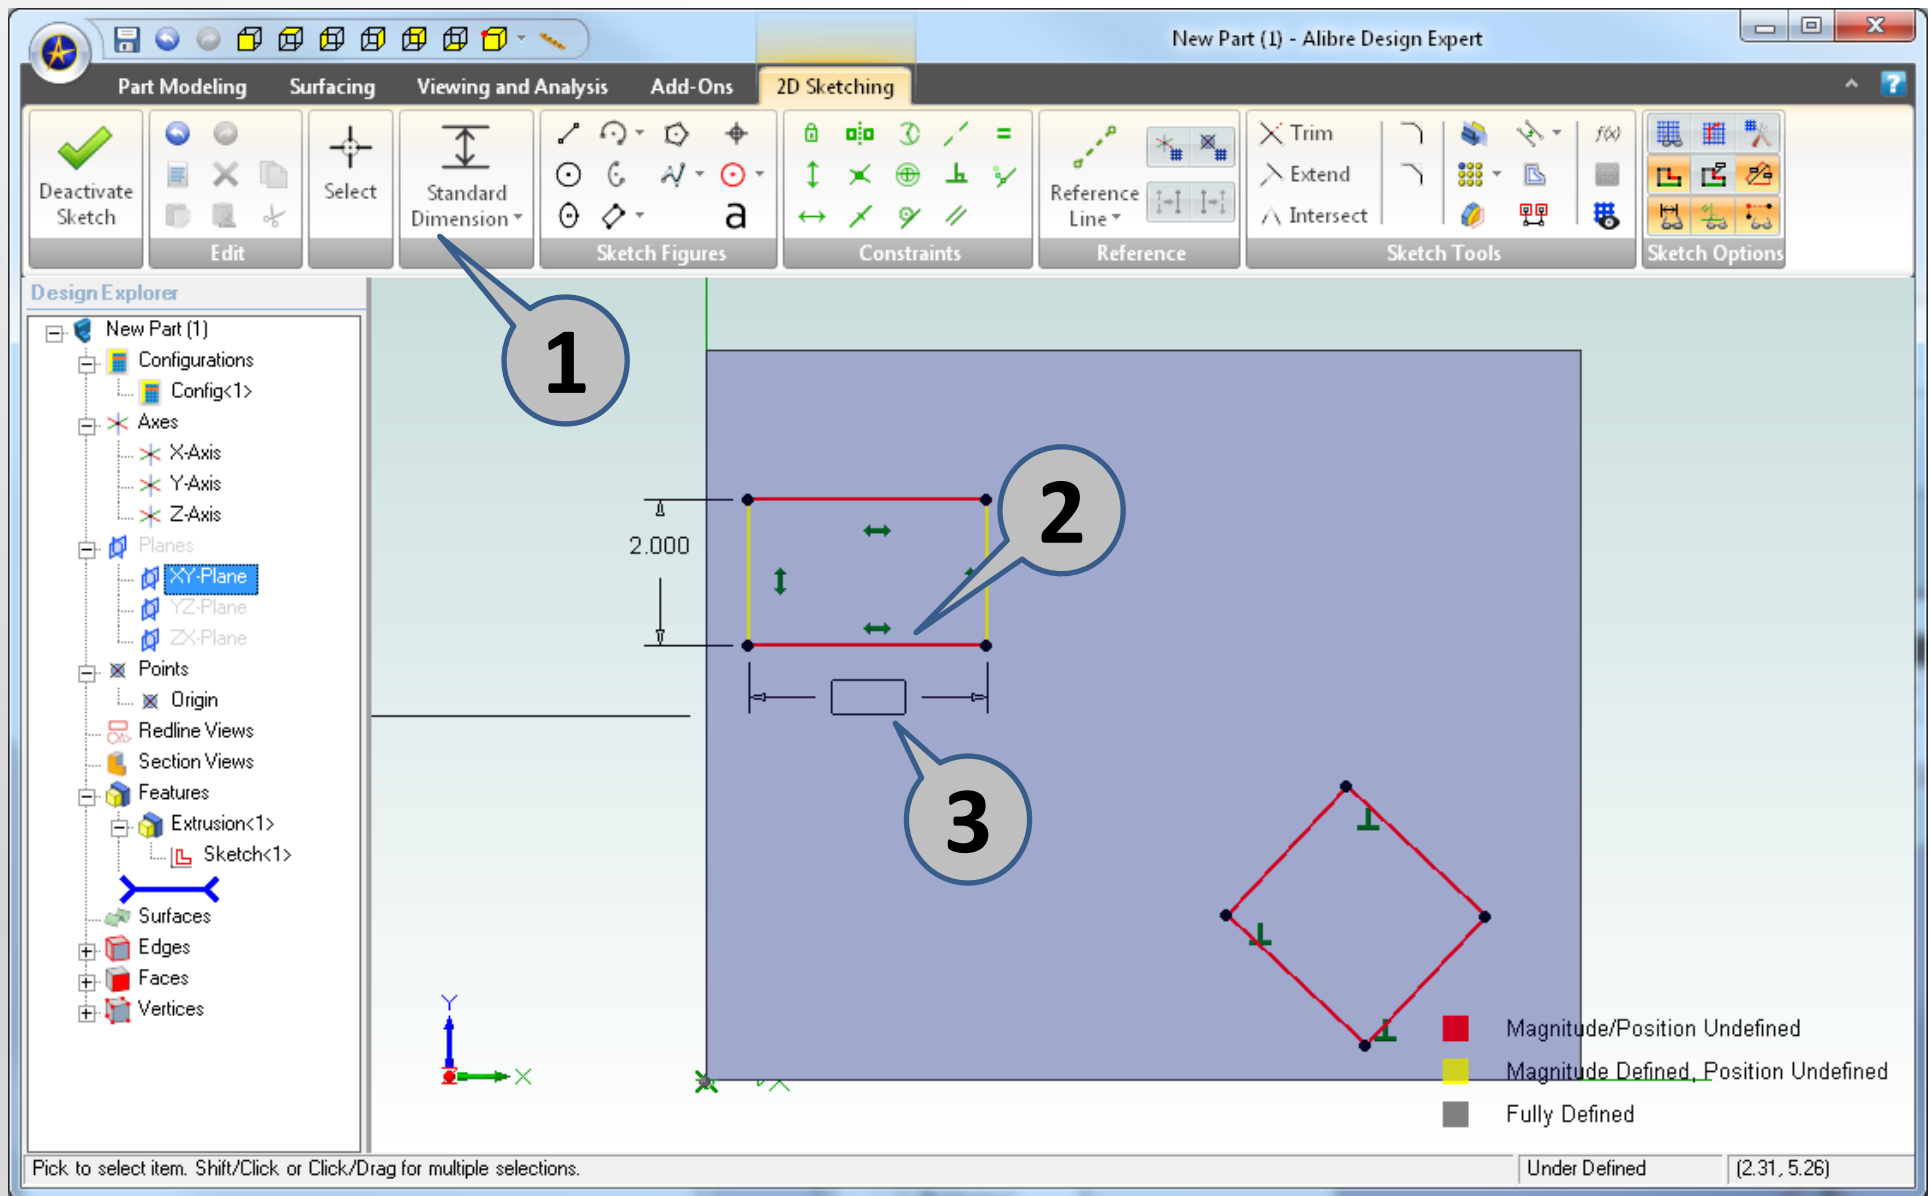 New Part (1) - Alibre Design Expert
Part Modeling
Surfacing
Viewing and Analysis
Add-Ons
2D Sketching
Deactivate
Sketch
Edit
Select
Standard
Dimension
a
Sketch Figures
Constraints
Reference
Line
Reference
Trim
Extend
Intersect
f(x)
Sketch Tools
Sketch Options
Design Explorer
New Part (1)
Configurations
Config<1>
Axes
X-Axis
Y-Axis
Z-Axis
Planes
XY-Plane
YZ-Plane
ZX-Plane
Points
Origin
Redline Views
Section Views
Features
Extrusion<1>
Sketch<1>
Surfaces
Edges
Faces
Vertices
1
2
2.000
3
Y
X
X
Magnitude/Position Undefined
Magnitude Defined, Position Undefined
Fully Defined
Pick to select item. Shift/Click or Click/Drag for multiple selections.
Under Defined
(2.31, 5.26)